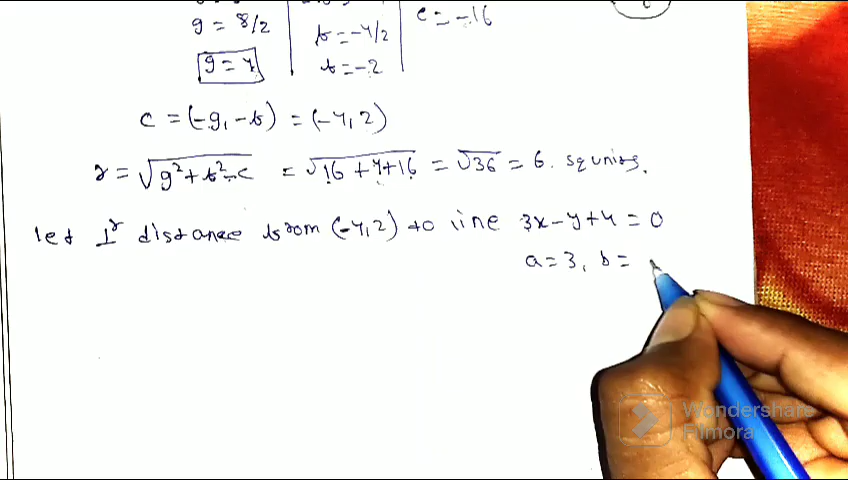 g = 8/2
f = -4/2
c = -16
g = 4
f = -2
c = (-g, -f) = (-4, 2)
r = √g²+f²-c = √16+4+16 = √36 = 6. sq units.
let ⊥r distance from (-4, 2) to line 3x-y+4 = 0
a = 3, b =
Wondershare
Filmora